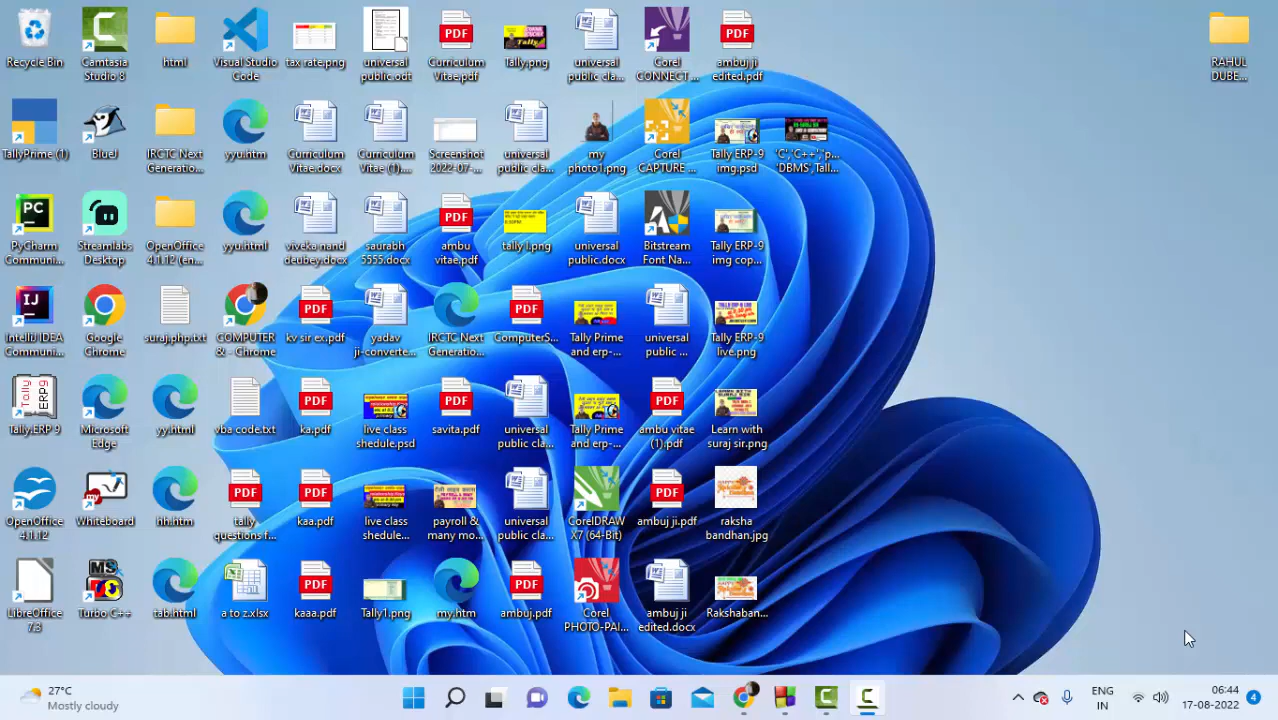 Recycle Bin
Camtasia Studio 8
html
Visual Studio Code
tax rate.png
universal public.odt
Curriculum Vitae.pdf
Tally.png
universal public cla...
Corel CONNECT ...
ambuj ji edited.pdf
RAHUL DUBE...
TallyPrime (1)
BlueJ
IRCTC Next Generatio...
yyu.htm
Curriculum Vitae.docx
Curriculum Vitae (1)....
Screenshot 2022-07-...
universal public cla...
my photo1.png
Corel CAPTURE ...
Tally ERP-9 img.psd
'C','C++','p... 'DBMS',Tall...
PyCharm Communi...
Streamlabs Desktop
OpenOffice 4.1.12 (en...
yyu.html
viveka nand deubey.docx
saurabh 5555.docx
ambu vitae.pdf
tally l.png
universal public.docx
Bitstream Font Na...
Tally ERP-9 img cop...
IntelliJ IDEA Communi...
Google Chrome
suraj.php.txt
COMPUTER & - Chrome
kv sir ex.pdf
yadav ji-converte...
IRCTC Next Generatio...
ComputerS...
Tally Prime and erp-...
universal public ...
Tally ERP-9 live.png
Tally.ERP 9
Microsoft Edge
yy.html
vba code.txt
ka.pdf
live class shedule.psd
savita.pdf
universal public cla...
Tally Prime and erp-...
ambu vitae (1).pdf
Learn with suraj sir.png
OpenOffice 4.1.12
Whiteboard
hh.htm
tally questions f...
kaa.pdf
live class shedule...
payroll & many mo...
universal public cla...
CorelDRAW X7 (64-Bit)
ambuj ji.pdf
raksha bandhan.jpg
LibreOffice 7.3
Turbo C++
tab.html
a to z.xlsx
kaaa.pdf
Tally1.png
my.htm
ambuj.pdf
Corel PHOTO-PAI...
ambuj ji edited.docx
Rakshaban...
27°C
Mostly cloudy
ENG
IN
06:44
17-08-2022
4